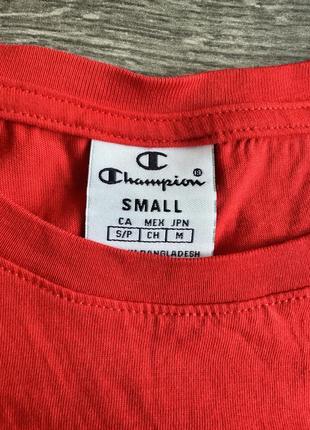 Champion®
SMALL
CA MEX JPN
S/P CH M
BANGLADESH